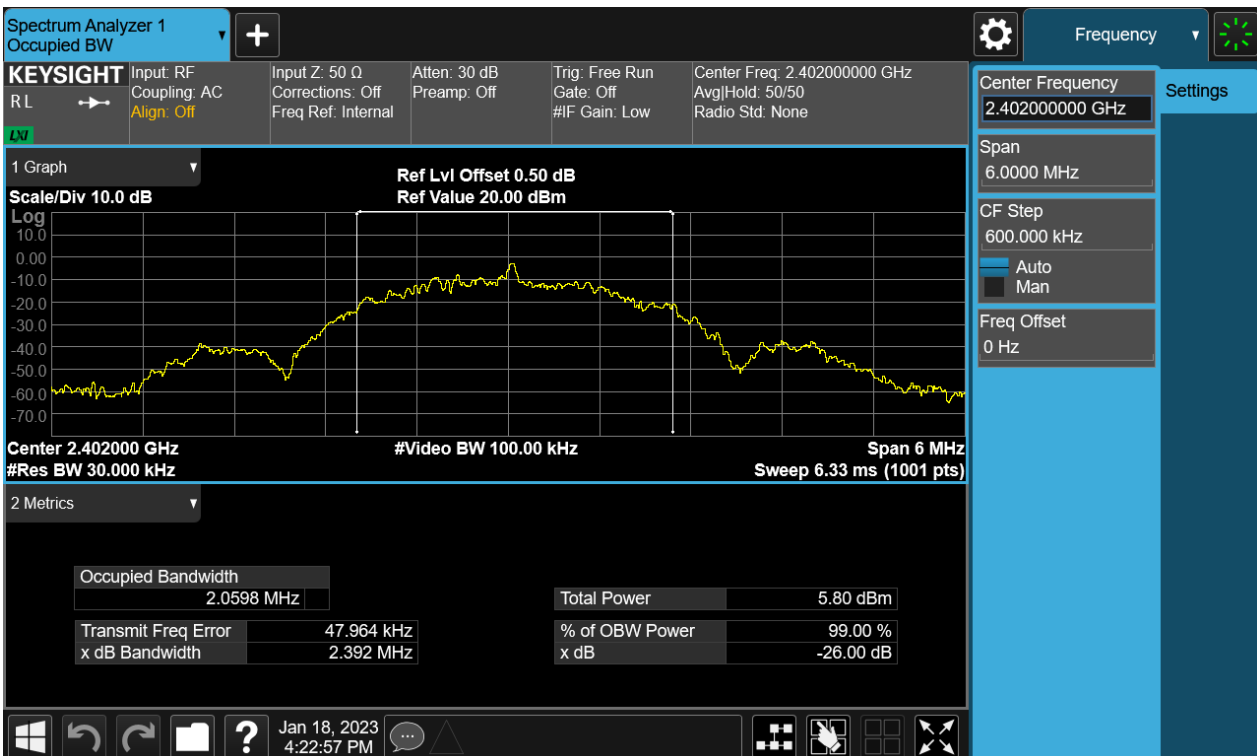 Spectrum Analyzer 1
Occupied BW
Frequency
KEYSIGHT
R L
LXI
Input: RF
Coupling: AC
Align: Off
Input Z: 50 Ω
Corrections: Off
Freq Ref: Internal
Atten: 30 dB
Preamp: Off
Trig: Free Run
Gate: Off
#IF Gain: Low
Center Freq: 2.402000000 GHz
Avg|Hold: 50/50
Radio Std: None
Center Frequency
2.402000000 GHz
Settings
Span
6.0000 MHz
CF Step
600.000 kHz
Auto
Man
Freq Offset
0 Hz
1 Graph
Ref Lvl Offset 0.50 dB
Scale/Div 10.0 dB
Ref Value 20.00 dBm
Log
10.0
0.00
-10.0
-20.0
-30.0
-40.0
-50.0
-60.0
-70.0
Center 2.402000 GHz
#Video BW 100.00 kHz
Span 6 MHz
#Res BW 30.000 kHz
Sweep 6.33 ms (1001 pts)
2 Metrics
Occupied Bandwidth
2.0598 MHz
Total Power 5.80 dBm
Transmit Freq Error 47.964 kHz
% of OBW Power 99.00 %
x dB Bandwidth 2.392 MHz
x dB -26.00 dB
Jan 18, 2023
4:22:57 PM